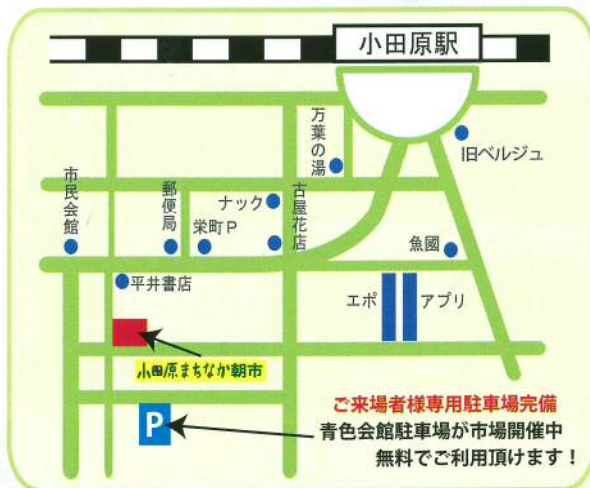 小田原駅
万葉の湯
旧ベルジュ
市民会館
郵便局
栄町P
ナック
古屋花店
魚國
平井書店
エポ
アプリ
小田原まちなか朝市
ご来場者様専用駐車場完備
P
青色会館駐車場が市場開催中
無料でご利用頂けます！